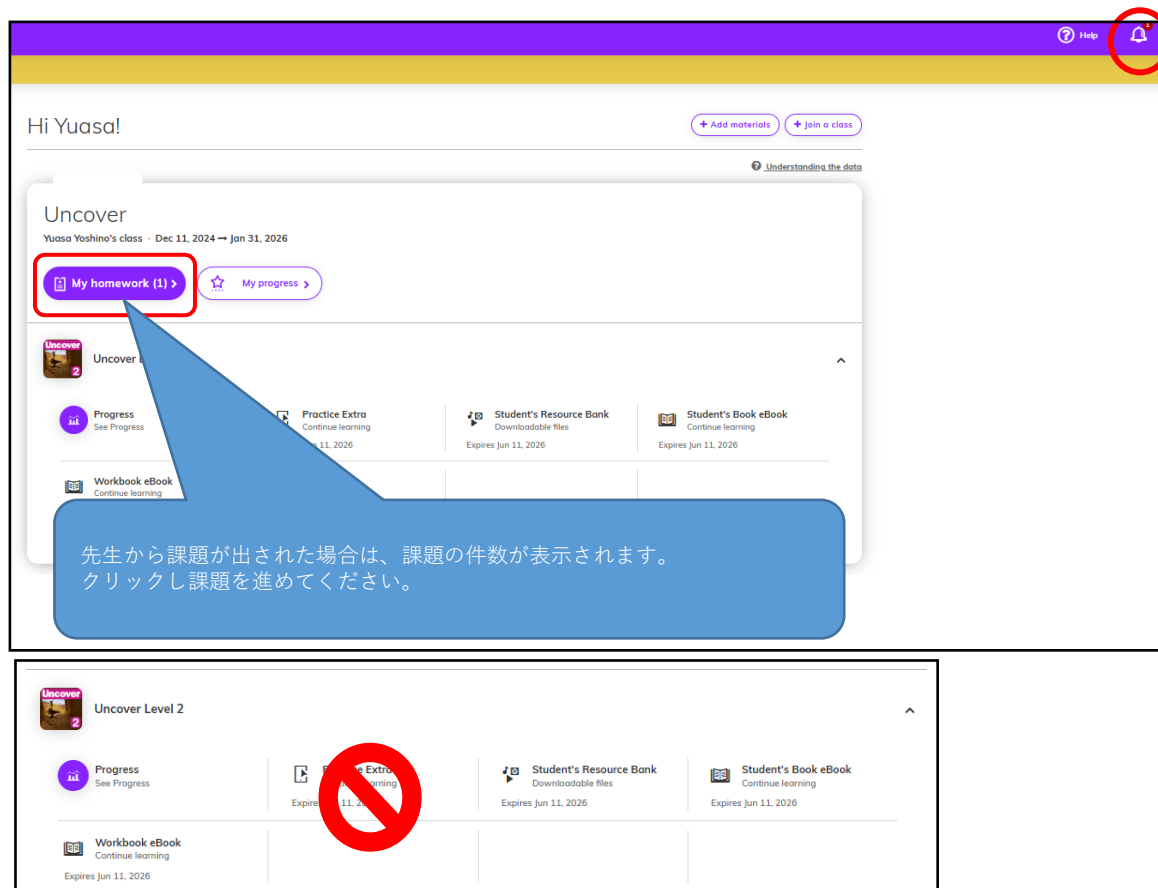 Help
1
Hi Yuasa!
+ Add materials
+ Join a class
Understanding the data
Uncover
Yuasa Yoshino's class · Dec 11, 2024 → Jan 31, 2026
My homework (1) >
My progress >
Uncover
2
Uncover
Progress
See Progress
Practice Extra
Continue learning
11, 2026
Student's Resource Bank
Downloadable files
Expires Jun 11, 2026
Student's Book eBook
Continue learning
Expires Jun 11, 2026
Workbook eBook
Continue learning
先生から課題が出された場合は、課題の件数が表示されます。
クリックし課題を進めてください。
Uncover
2
Uncover Level 2
Progress
See Progress
Extra
Student's Resource Bank
Downloadable files
Expires Jun 11, 2026
Student's Book eBook
Continue learning
Expires Jun 11, 2026
Workbook eBook
Continue learning
Expires Jun 11, 2026